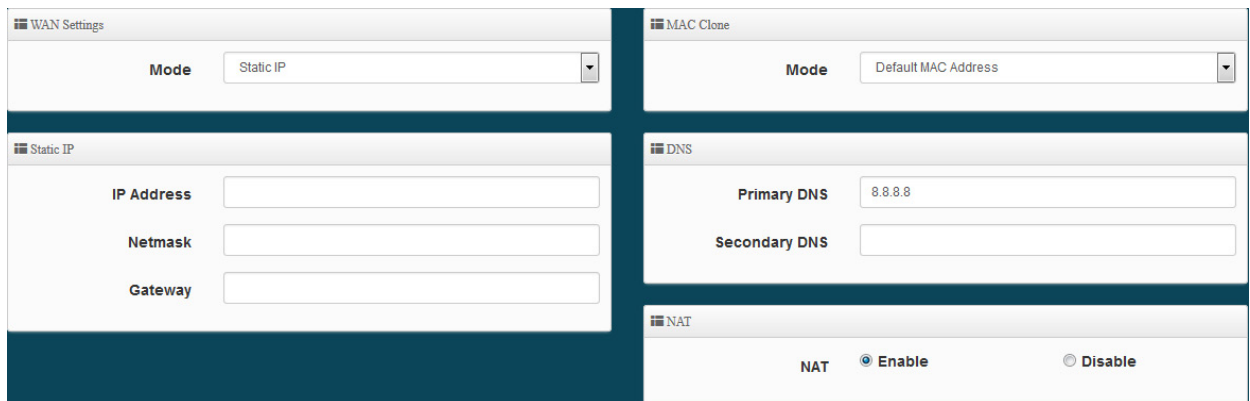 WAN Settings
Mode
Static IP
Static IP
IP Address
Netmask
Gateway
MAC Clone
Mode
Default MAC Address
DNS
Primary DNS
8.8.8.8
Secondary DNS
NAT
NAT
Enable
Disable